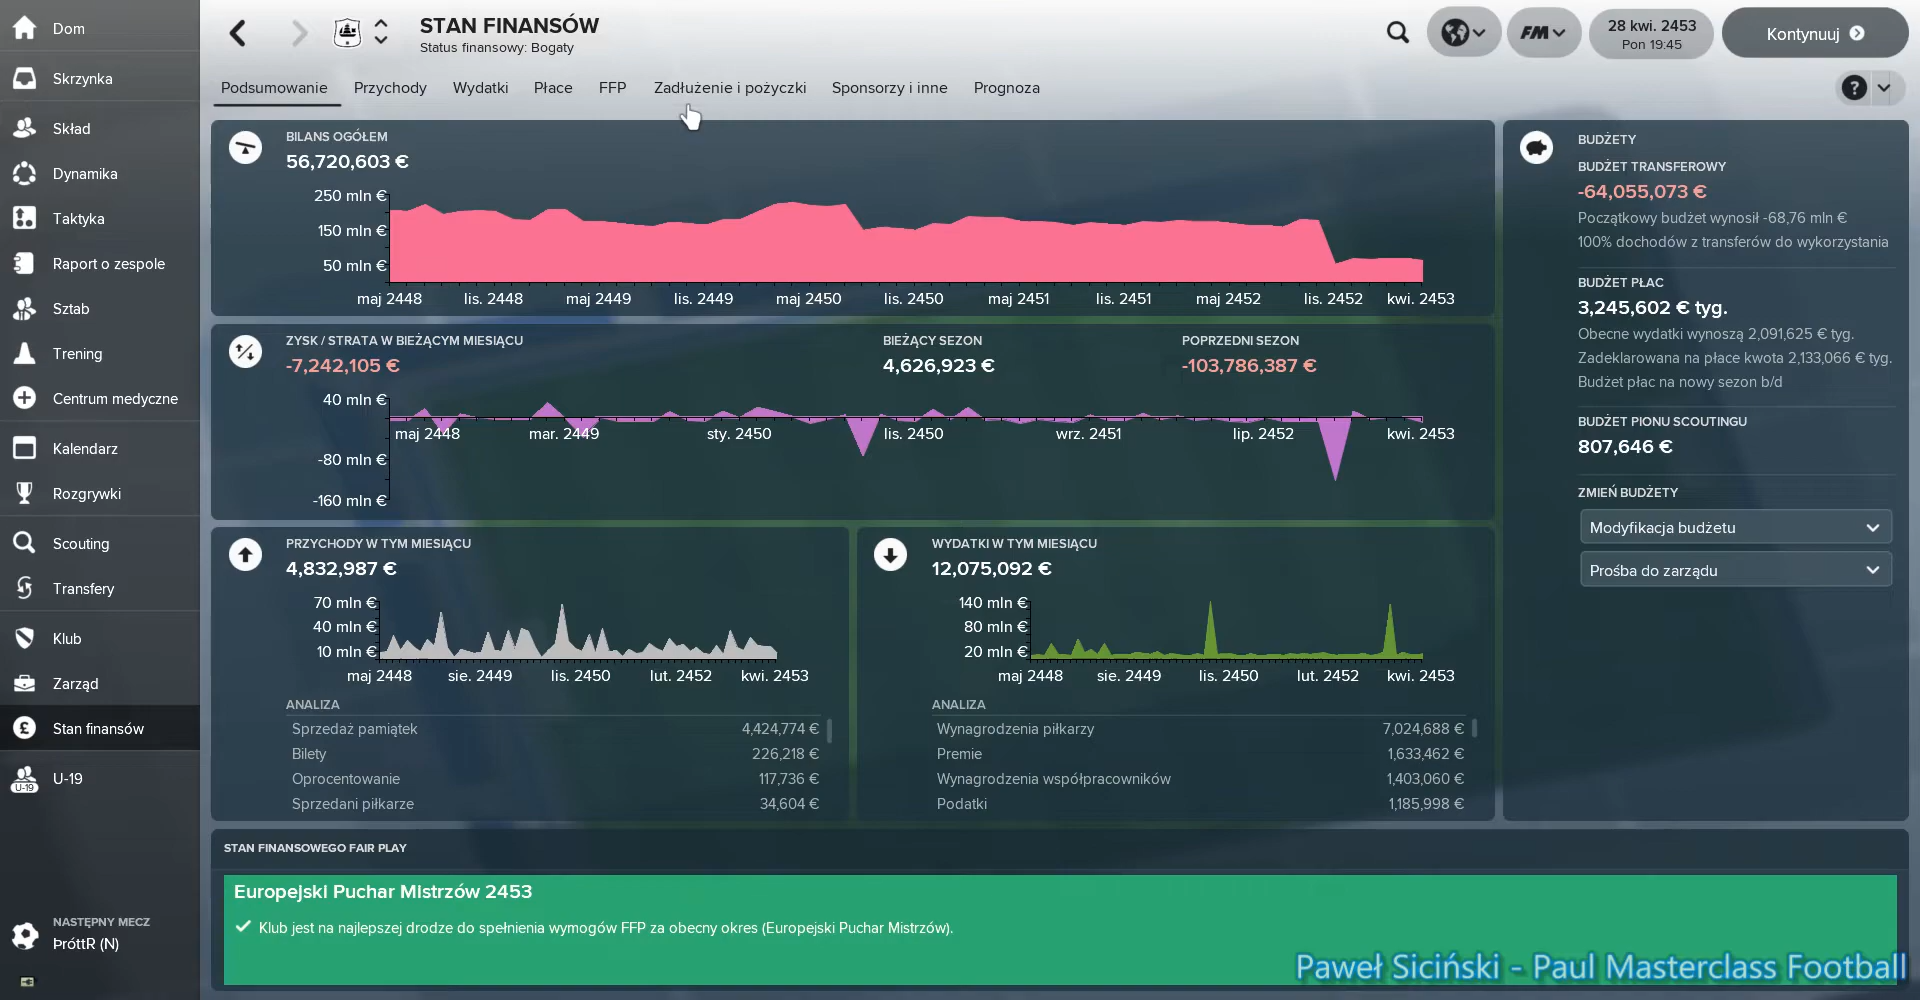 Dom
Skrzynka
Skład
Dynamika
Taktyka
Raport o zespole
Sztab
Trening
Centrum medyczne
Kalendarz
Rozgrywki
Scouting
Transfery
Klub
Zarząd
Stan finansów
U-19
U-19
NASTĘPNY MECZ
ÞróttR (N)
STAN FINANSÓW
Status finansowy: Bogaty
FM
28 kwi. 2453
Pon 19:45
Kontynuuj
Podsumowanie Przychody Wydatki Płace FFP Zadłużenie i pożyczki Sponsorzy i inne Prognoza
?
BILANS OGÓŁEM
56,720,603 €
250 mln €
150 mln €
50 mln €
maj 2448 lis. 2448 maj 2449 lis. 2449 maj 2450 lis. 2450 maj 2451 lis. 2451 maj 2452 lis. 2452 kwi. 2453
ZYSK / STRATA W BIEŻĄCYM MIESIĄCU
-7,242,105 €
BIEŻĄCY SEZON
4,626,923 €
POPRZEDNI SEZON
-103,786,387 €
40 mln €
-80 mln €
-160 mln €
maj 2448 mar. 2449 sty. 2450 lis. 2450 wrz. 2451 lip. 2452 kwi. 2453
PRZYCHODY W TYM MIESIĄCU
4,832,987 €
70 mln €
40 mln €
10 mln €
maj 2448 sie. 2449 lis. 2450 lut. 2452 kwi. 2453
ANALIZA
Sprzedaż pamiątek 4,424,774 €
Bilety 226,218 €
Oprocentowanie 117,736 €
Sprzedani piłkarze 34,604 €
WYDATKI W TYM MIESIĄCU
12,075,092 €
140 mln €
80 mln €
20 mln €
maj 2448 sie. 2449 lis. 2450 lut. 2452 kwi. 2453
ANALIZA
Wynagrodzenia piłkarzy 7,024,688 €
Premie 1,633,462 €
Wynagrodzenia współpracowników 1,403,060 €
Podatki 1,185,998 €
BUDŻETY
BUDŻET TRANSFEROWY
-64,055,073 €
Początkowy budżet wynosił -68,76 mln €
100% dochodów z transferów do wykorzystania
BUDŻET PŁAC
3,245,602 € tyg.
Obecne wydatki wynoszą 2,091,625 € tyg.
Zadeklarowana na płace kwota 2,133,066 € tyg.
Budżet płac na nowy sezon b/d
BUDŻET PIONU SCOUTINGU
807,646 €
ZMIEŃ BUDŻETY
Modyfikacja budżetu
Prośba do zarządu
STAN FINANSOWEGO FAIR PLAY
Europejski Puchar Mistrzów 2453
Klub jest na najlepszej drodze do spełnienia wymogów FFP za obecny okres (Europejski Puchar Mistrzów).
Paweł Siciński - Paul Masterclass Football